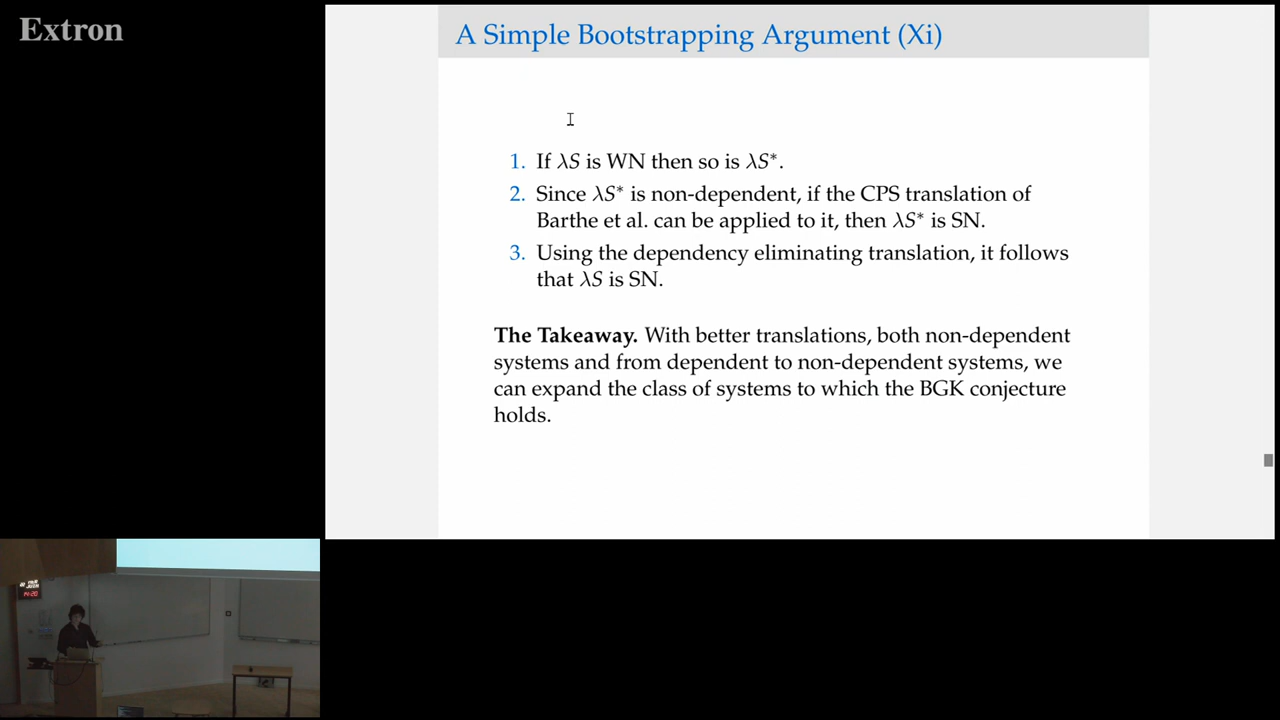 Extron
A Simple Bootstrapping Argument (Xi)
1. If λS is WN then so is λS*.
2. Since λS* is non-dependent, if the CPS translation of
Barthe et al. can be applied to it, then λS* is SN.
3. Using the dependency eliminating translation, it follows
that λS is SN.
The Takeaway. With better translations, both non-dependent
systems and from dependent to non-dependent systems, we
can expand the class of systems to which the BGK conjecture
holds.